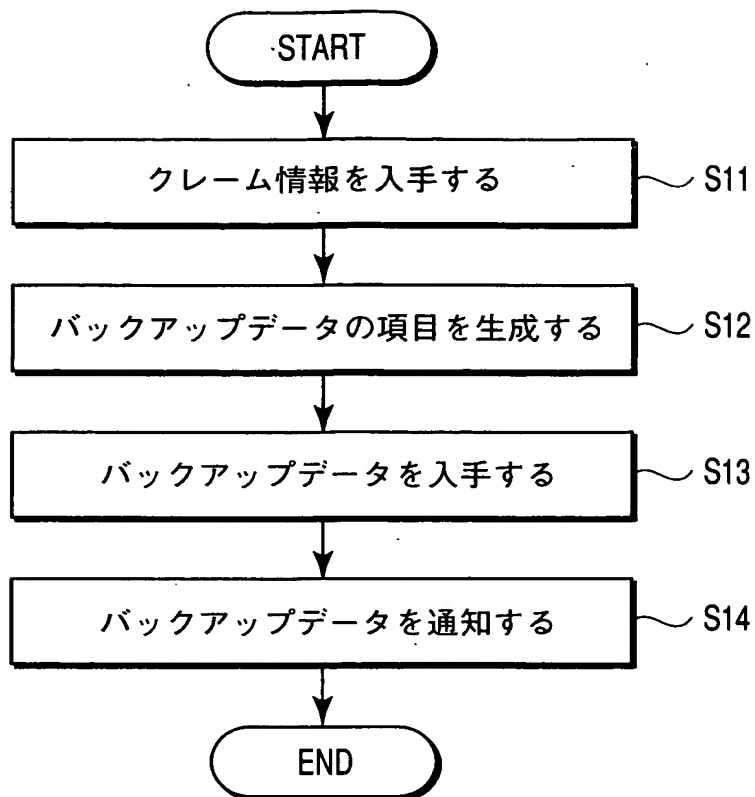 START
クレーム情報を入手する
S11
バックアップデータの項目を生成する
S12
バックアップデータを入手する
S13
バックアップデータを通知する
S14
END